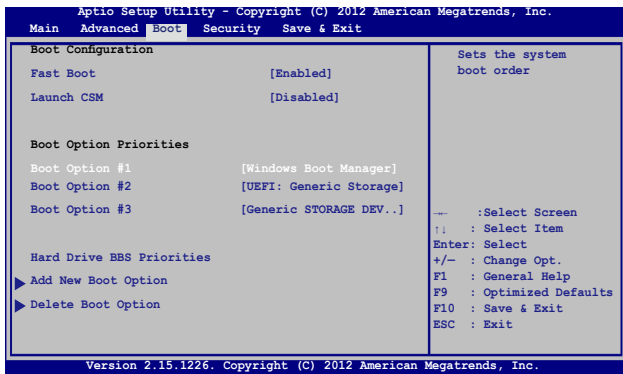 Aptio Setup Utility - Copyright (C) 2012 American Megatrends, Inc.
Main Advanced Boot Security Save & Exit
Boot Configuration
Fast Boot [Enabled]
Launch CSM [Disabled]
Boot Option Priorities
Boot Option #1 [Windows Boot Manager]
Boot Option #2 [UEFI: Generic Storage]
Boot Option #3 [Generic STORAGE DEV..]
Hard Drive BBS Priorities
Add New Boot Option
Delete Boot Option
Sets the system
boot order
→← :Select Screen
↑↓ : Select Item
Enter: Select
+/— : Change Opt.
F1 : General Help
F9 : Optimized Defaults
F10 : Save & Exit
ESC : Exit
Version 2.15.1226. Copyright (C) 2012 American Megatrends, Inc.